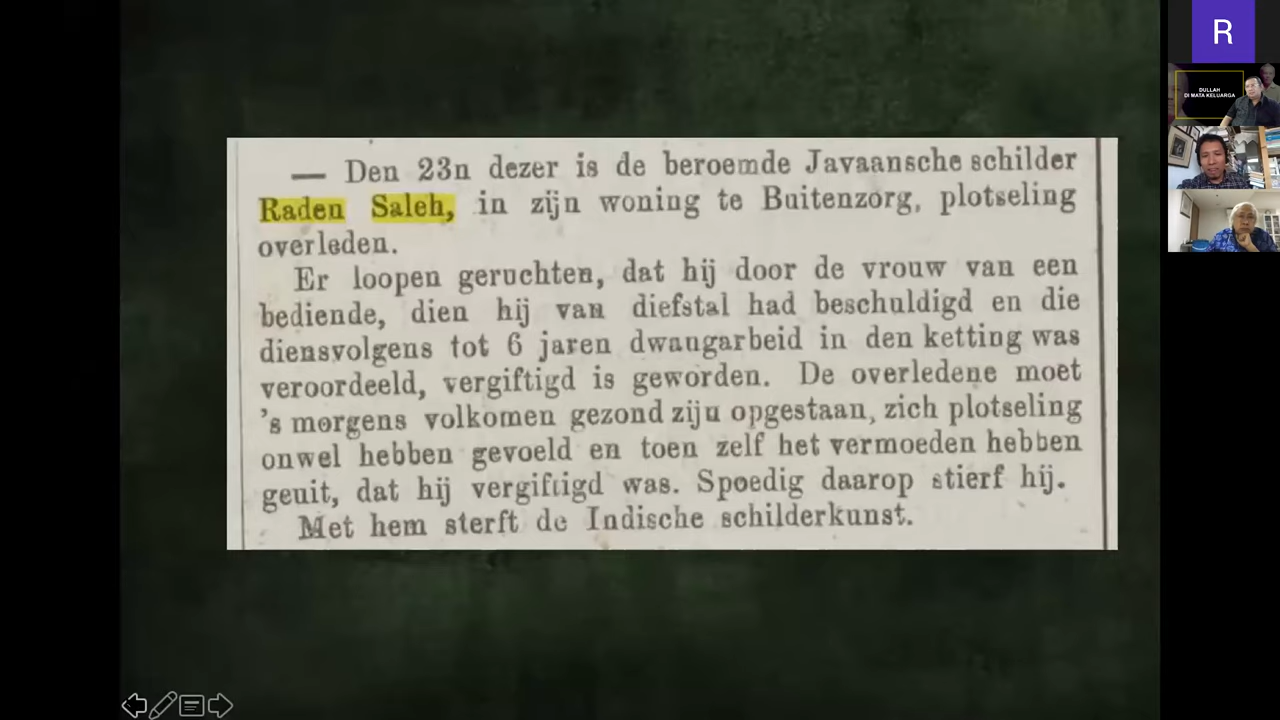 — Den 23n dezer is de beroemde Javaansche schilder
Raden Saleh, in zijn woning te Buitenzorg, plotseling
overleden.
Er loopen geruchten, dat hij door de vrouw van een
bediende, dien hij van diefstal had beschuldigd en die
diensvolgens tot 6 jaren dwangarbeid in den ketting was
veroordeeld, vergiftigd is geworden. De overledene moet
's morgens volkomen gezond zijn opgestaan, zich plotseling
onwel hebben gevoeld en toen zelf het vermoeden hebben
geuit, dat hij vergiftigd was. Spoedig daarop stierf hij.
Met hem sterft de Indische schilderkunst.
R
DULLAH
DI MATA KELUARGA